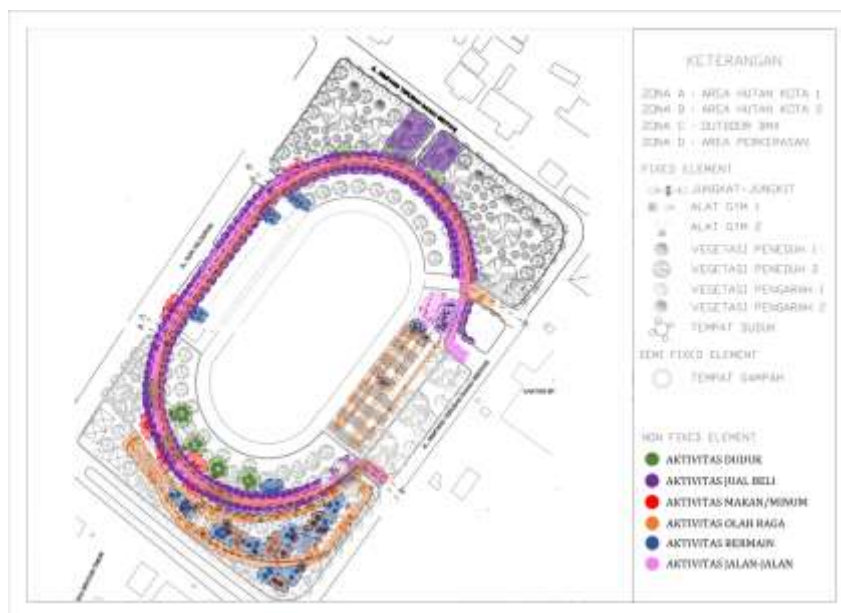 KETERANGAN
ZONA A : AREA HUTAN KOTA 1
ZONA B : AREA HUTAN KOTA 2
ZONA C : OUTDOOR BMX
ZONA D : AREA PERKERASAN
FIXED ELEMENT
JUNGKAT-JUNGKIT
ALAT GYM 1
ALAT GYM 2
VEGETASI PENEDUH 1
VEGETASI PENEDUH 2
VEGETASI PENGARAH 1
VEGETASI PENGARAH 2
TEMPAT DUDUK
SEMI FIXED ELEMENT
TEMPAT SAMPAH
NON FIXED ELEMENT
AKTIVITAS DUDUK
AKTIVITAS JUAL BELI
AKTIVITAS MAKAN/MINUM
AKTIVITAS OLAH RAGA
AKTIVITAS BERMAIN
AKTIVITAS JALAN-JALAN